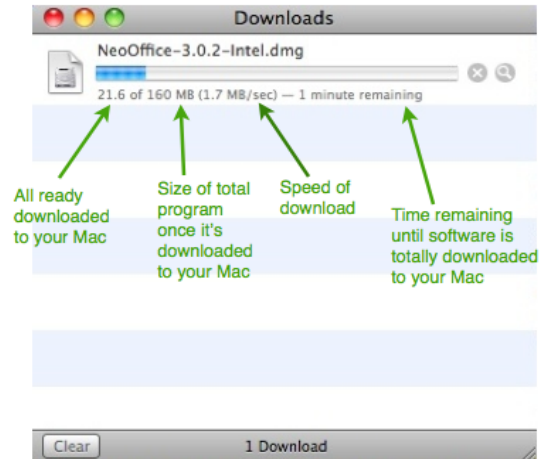 Downloads
NeoOffice-3.0.2-Intel.dmg
21.6 of 160 MB (1.7 MB/sec) — 1 minute remaining
All ready
downloaded
to your Mac
Size of total
program
once it's
downloaded
to your Mac
Speed of
download
Time remaining
until software is
totally downloaded
to your Mac
Clear
1 Download